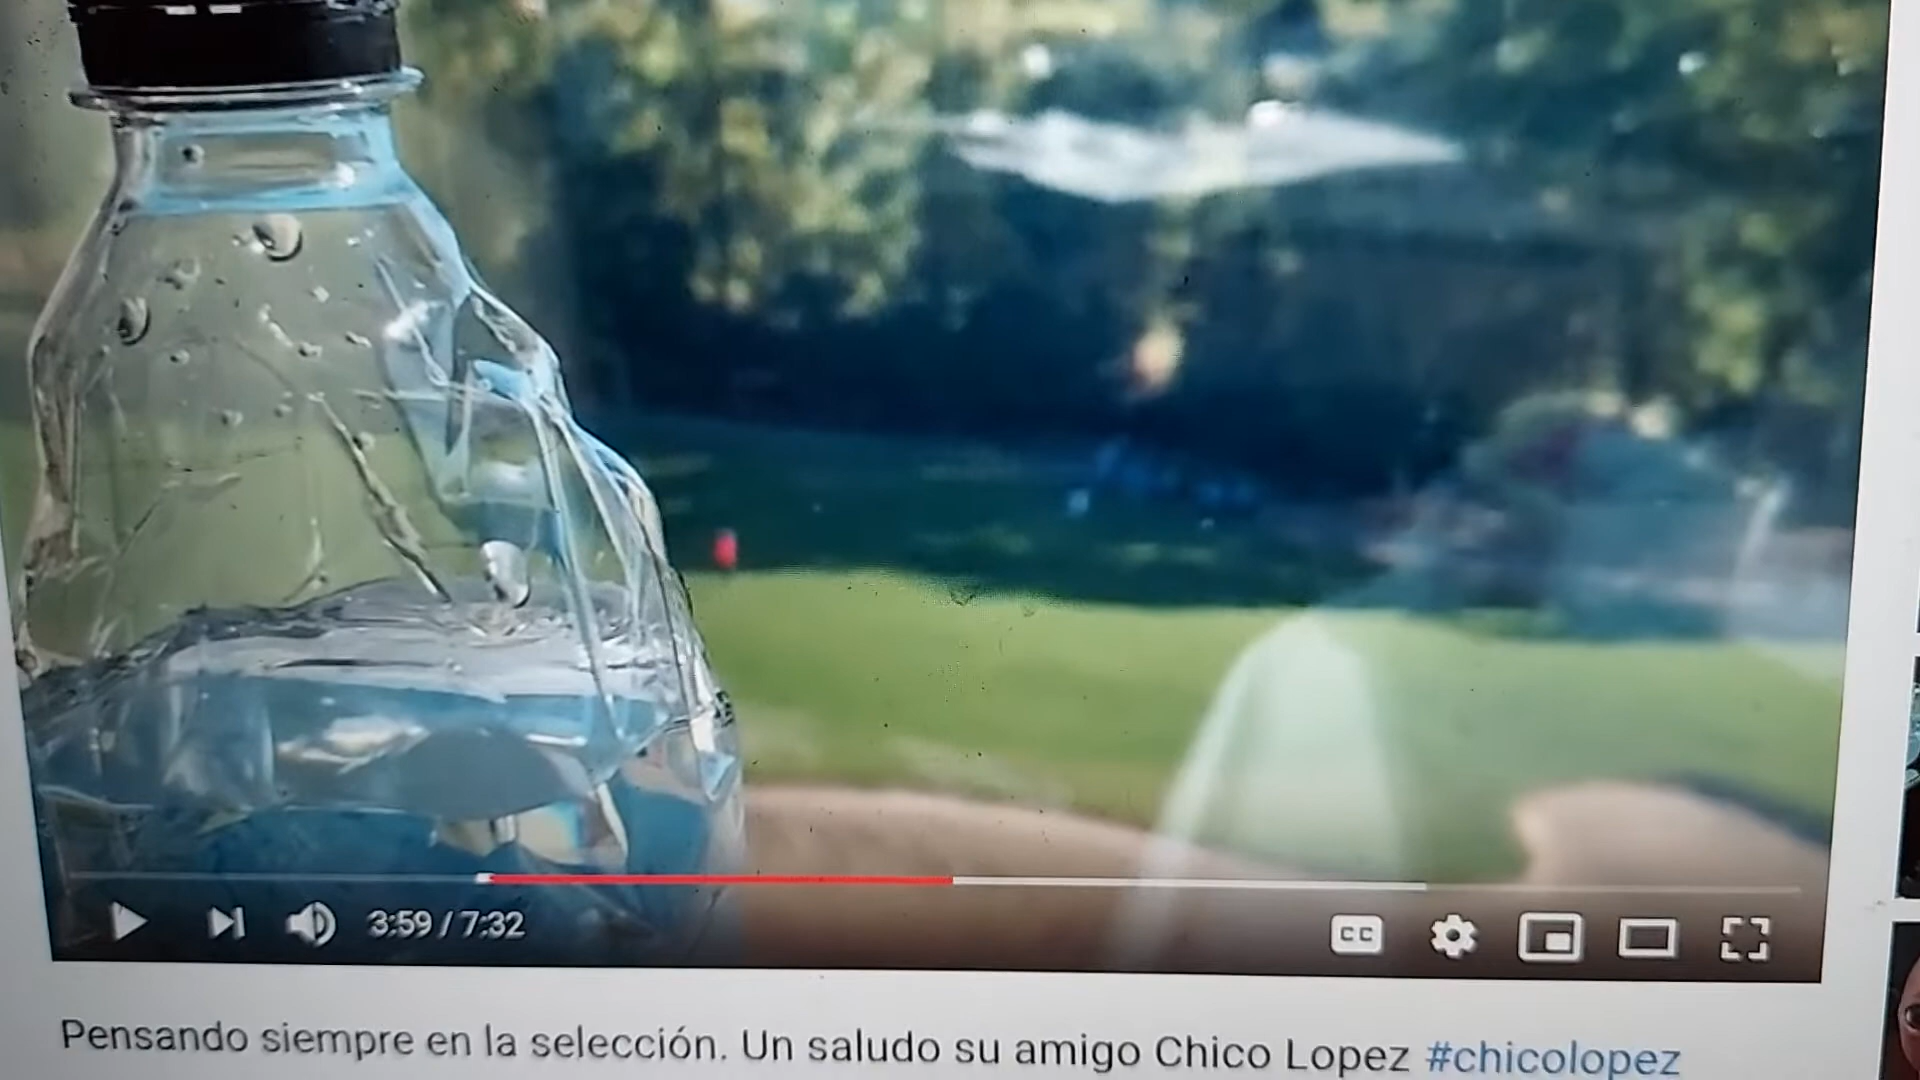 3:59 / 7:32
CC
Pensando siempre en la selección. Un saludo su amigo Chico Lopez #chicolopez